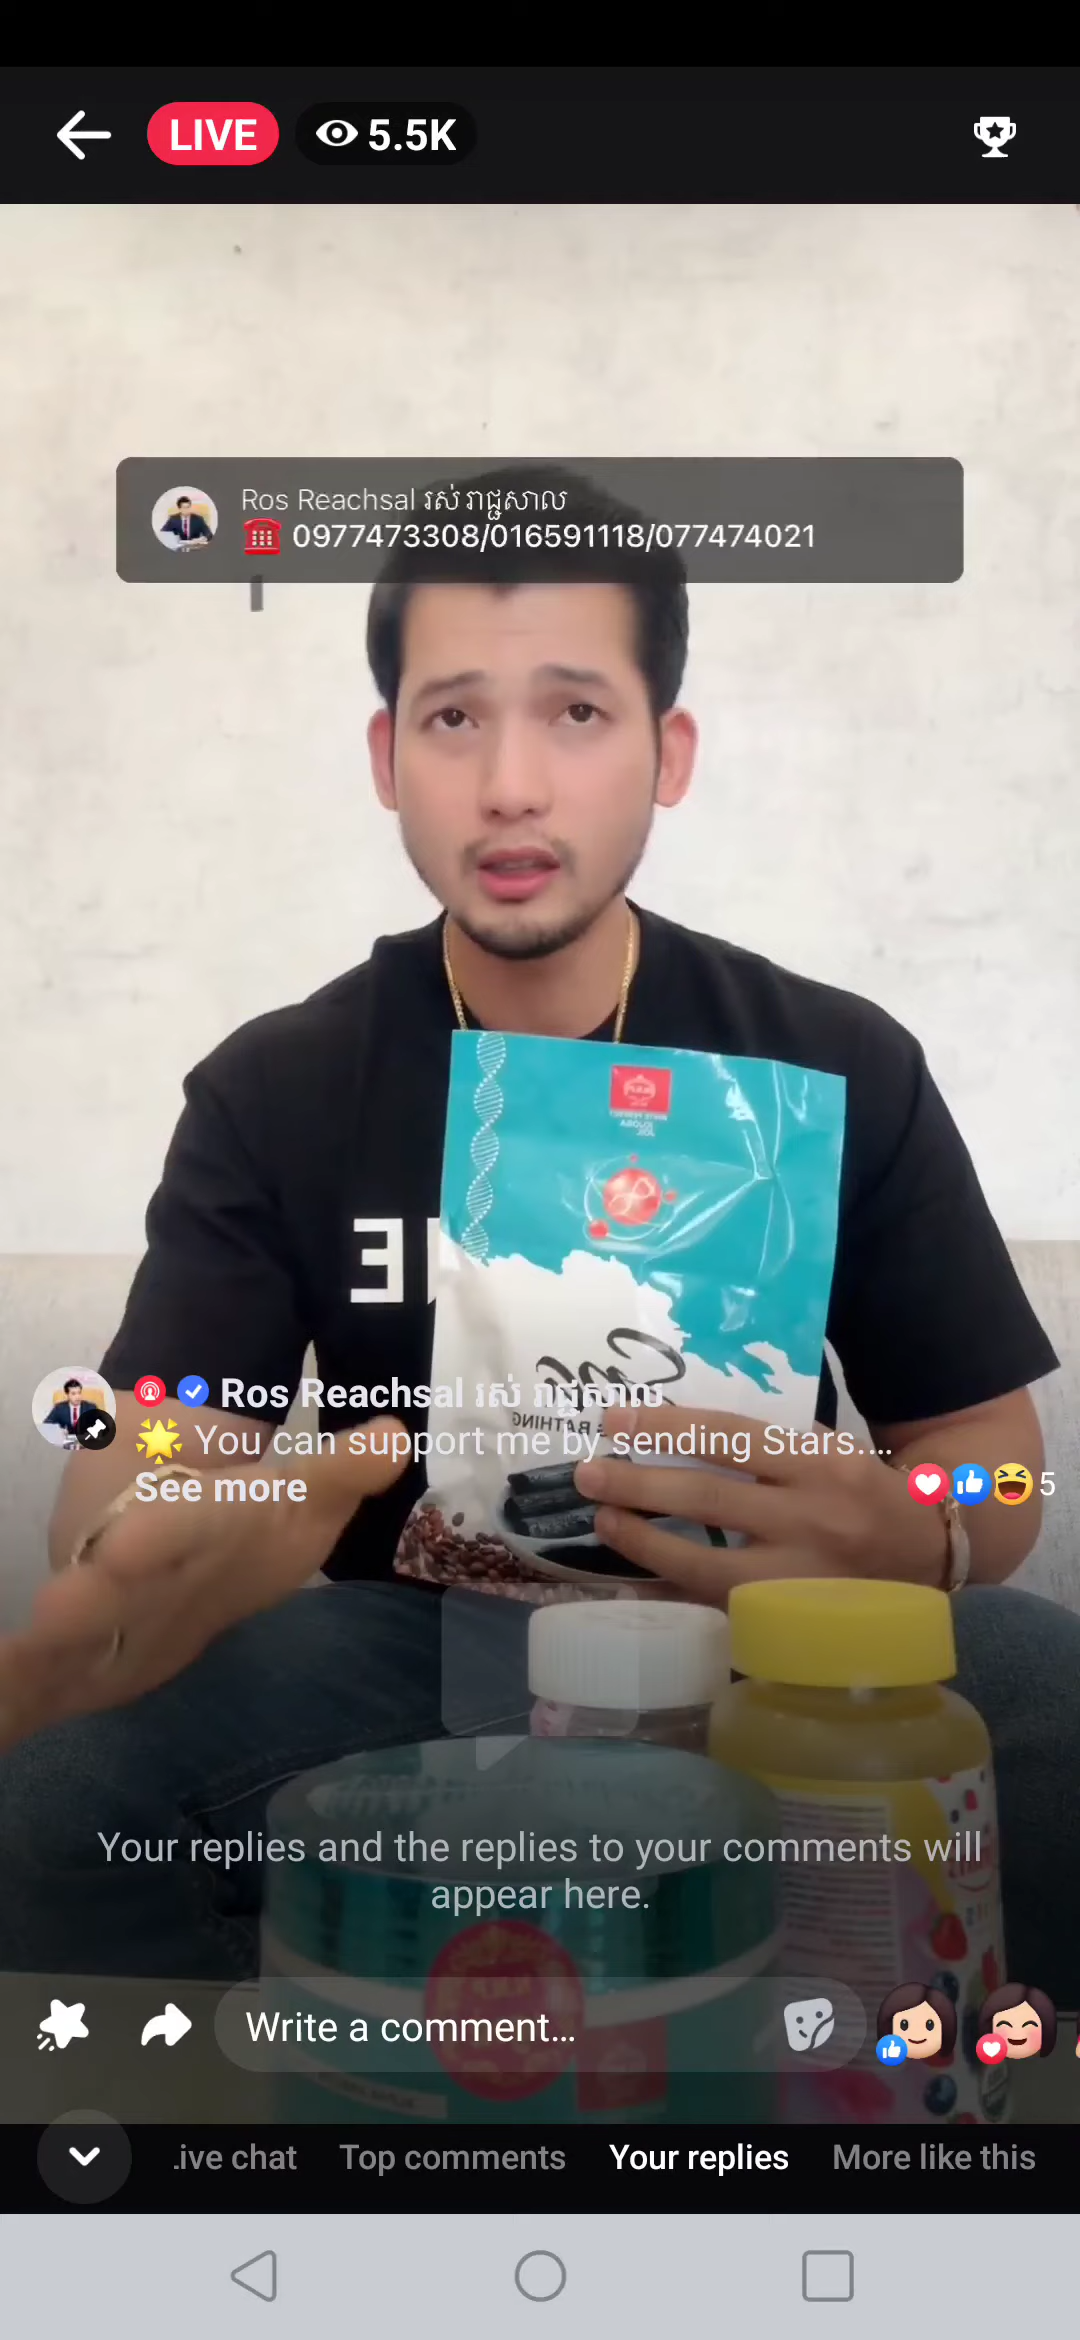 LIVE 5.5K
Ros Reachsal រស់ រាជ្ជសាល
☎️ 0977473308/016591118/077474021
Ros Reachsal រស់ រាជ្ជសាល
🌟 You can support me by sending Stars....
See more
5
BATHING
Your replies and the replies to your comments will
appear here.
Write a comment...
ive chat Top comments Your replies More like this